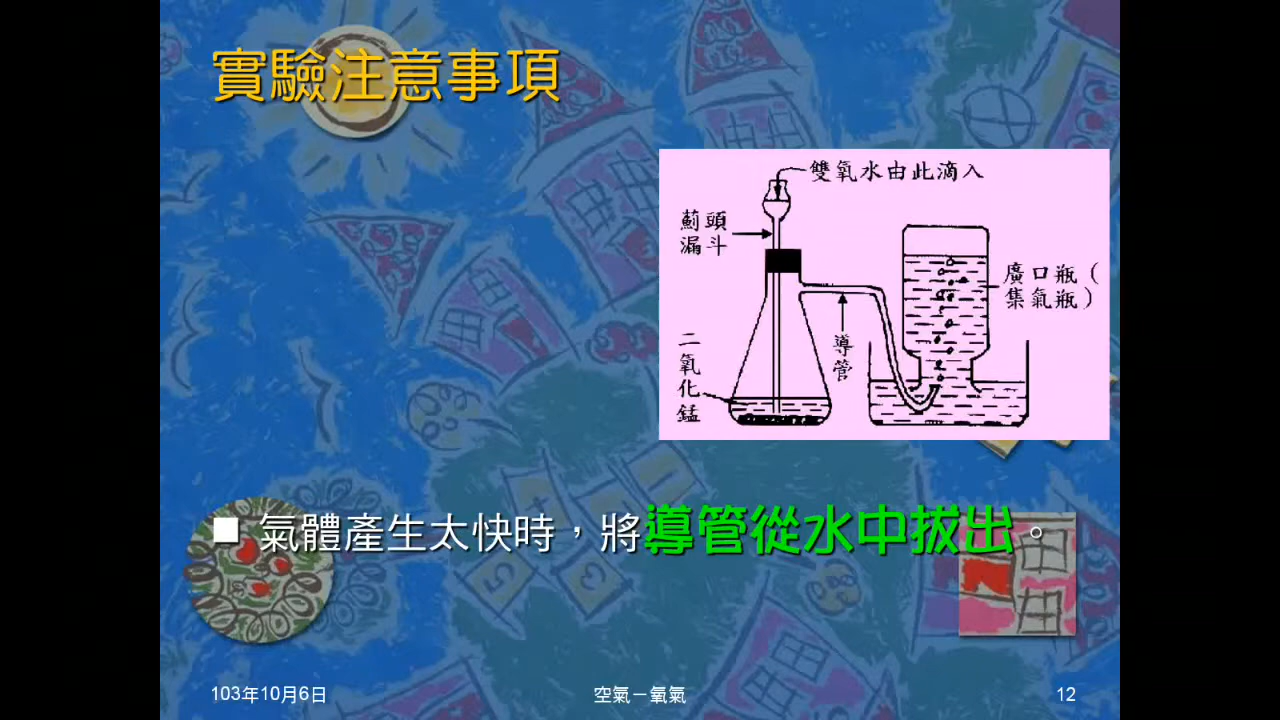 實驗注意事項
雙氧水由此滴入
薊頭
漏斗
廣口瓶(
集氣瓶)
導管
二氧化錳
■ 氣體產生太快時，將導管從水中拔出。
103年10月6日
空氣－氧氣
12